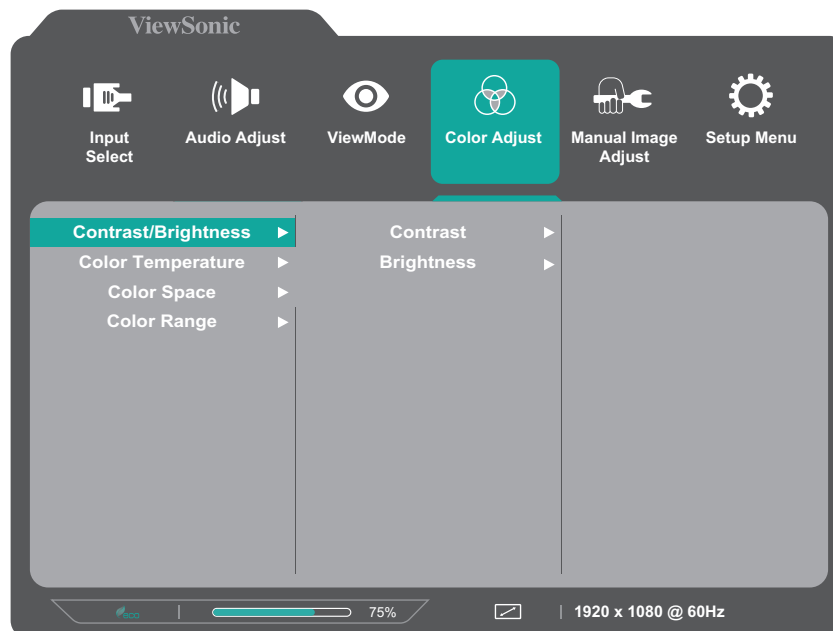 ViewSonic
Input
Select
Audio Adjust
ViewMode
Color Adjust
Manual Image
Adjust
Setup Menu
Contrast/Brightness
Contrast
Color Temperature
Brightness
Color Space
Color Range
eco
75%
1920 x 1080 @ 60Hz